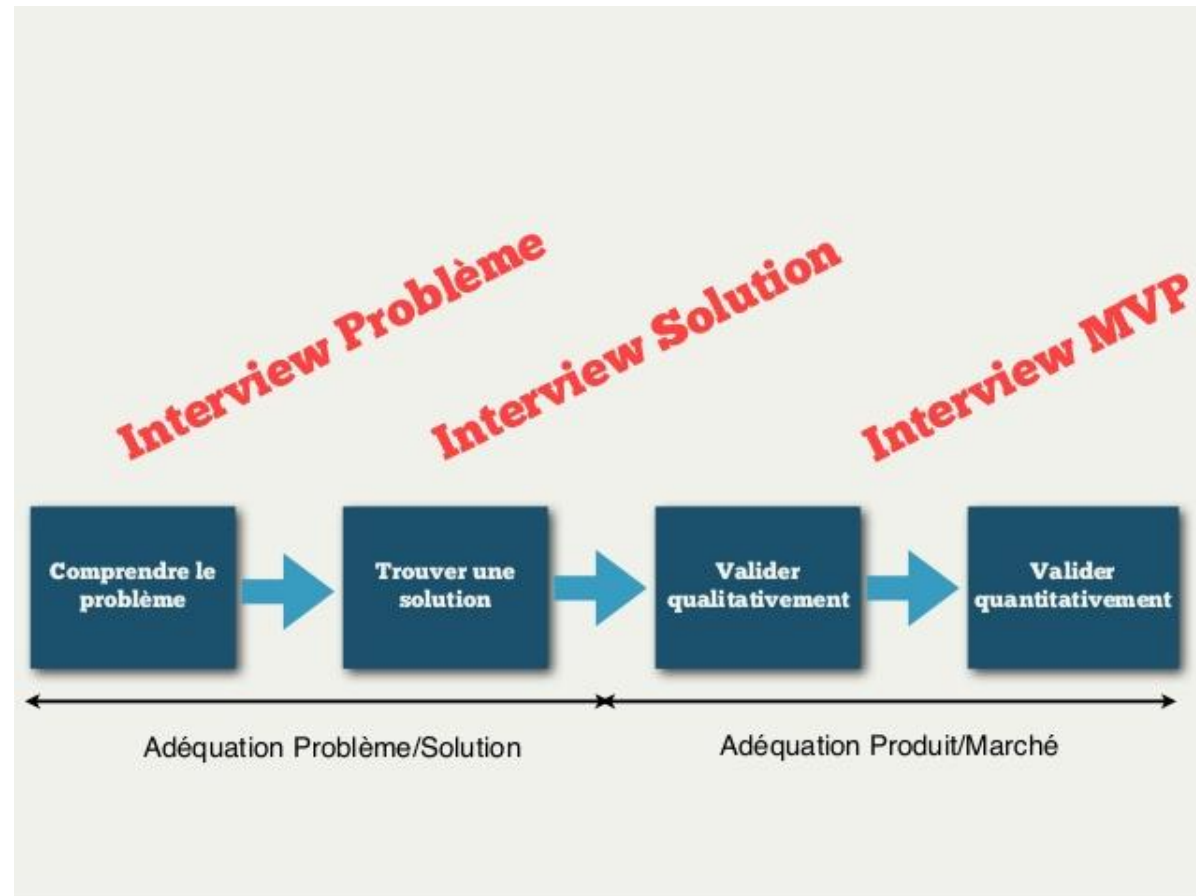 Interview Problème
Interview Solution
Interview MVP
Comprendre le
problème
Trouver une
solution
Valider
qualitativement
Valider
quantitativement
Adéquation Problème/Solution
Adéquation Produit/Marché